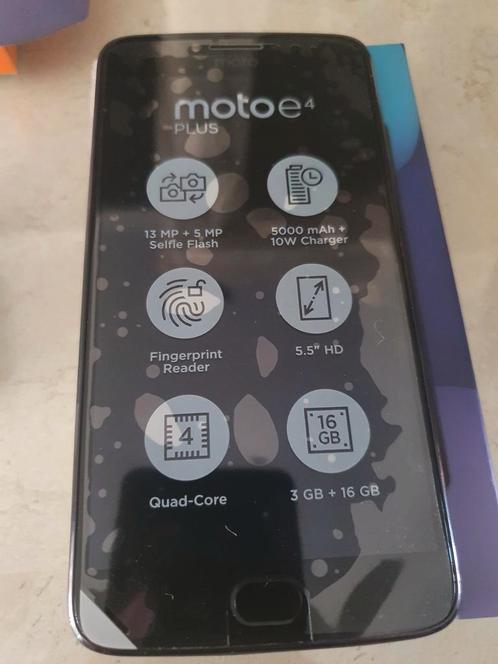 moto
moto e4
PLUS
13 MP + 5 MP
Selfie Flash
5000 mAh +
10W Charger
Fingerprint
Reader
5.5" HD
4
16
GB
Quad-Core
3 GB + 16 GB